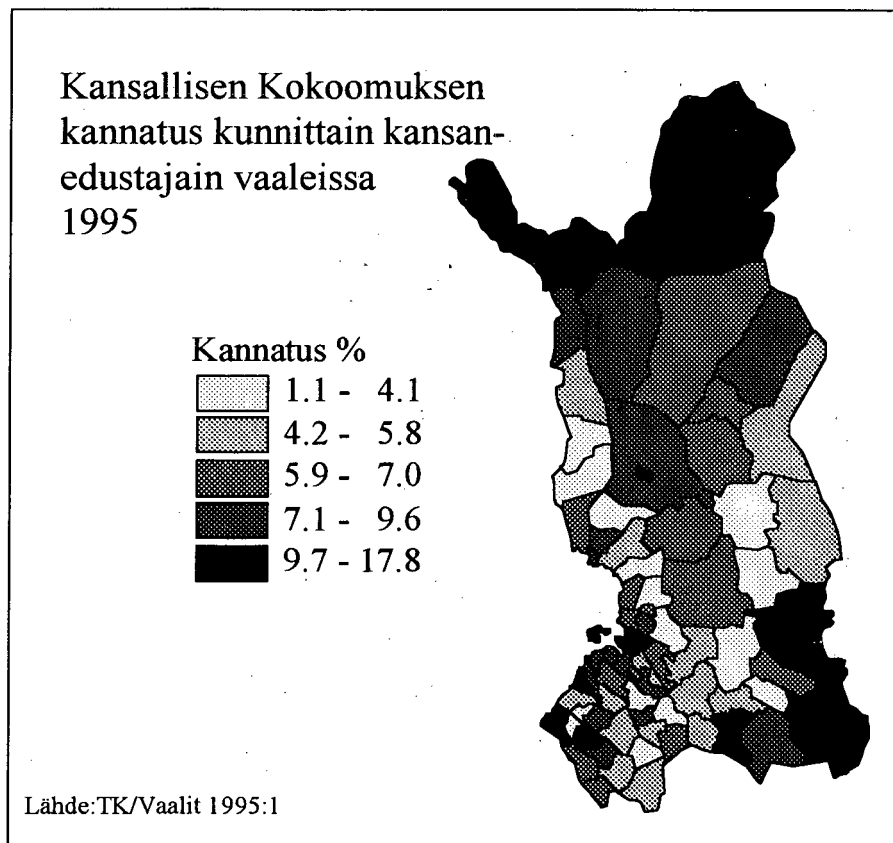 Kansallisen Kokoomuksen
kannatus kunnittain kansan-
edustajain vaaleissa
1995
Kannatus %
1.1 - 4.1
4.2 - 5.8
5.9 - 7.0
7.1 - 9.6
9.7 - 17.8
Lähde:TK/Vaalit 1995:1